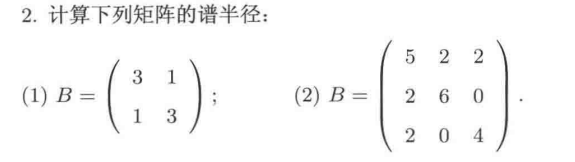 2. 计算下列矩阵的谱半径:
(1) B = ( 3 1 ; 1 3 ) ; (2) B = ( 5 2 2 ; 2 6 0 ; 2 0 4 ) .